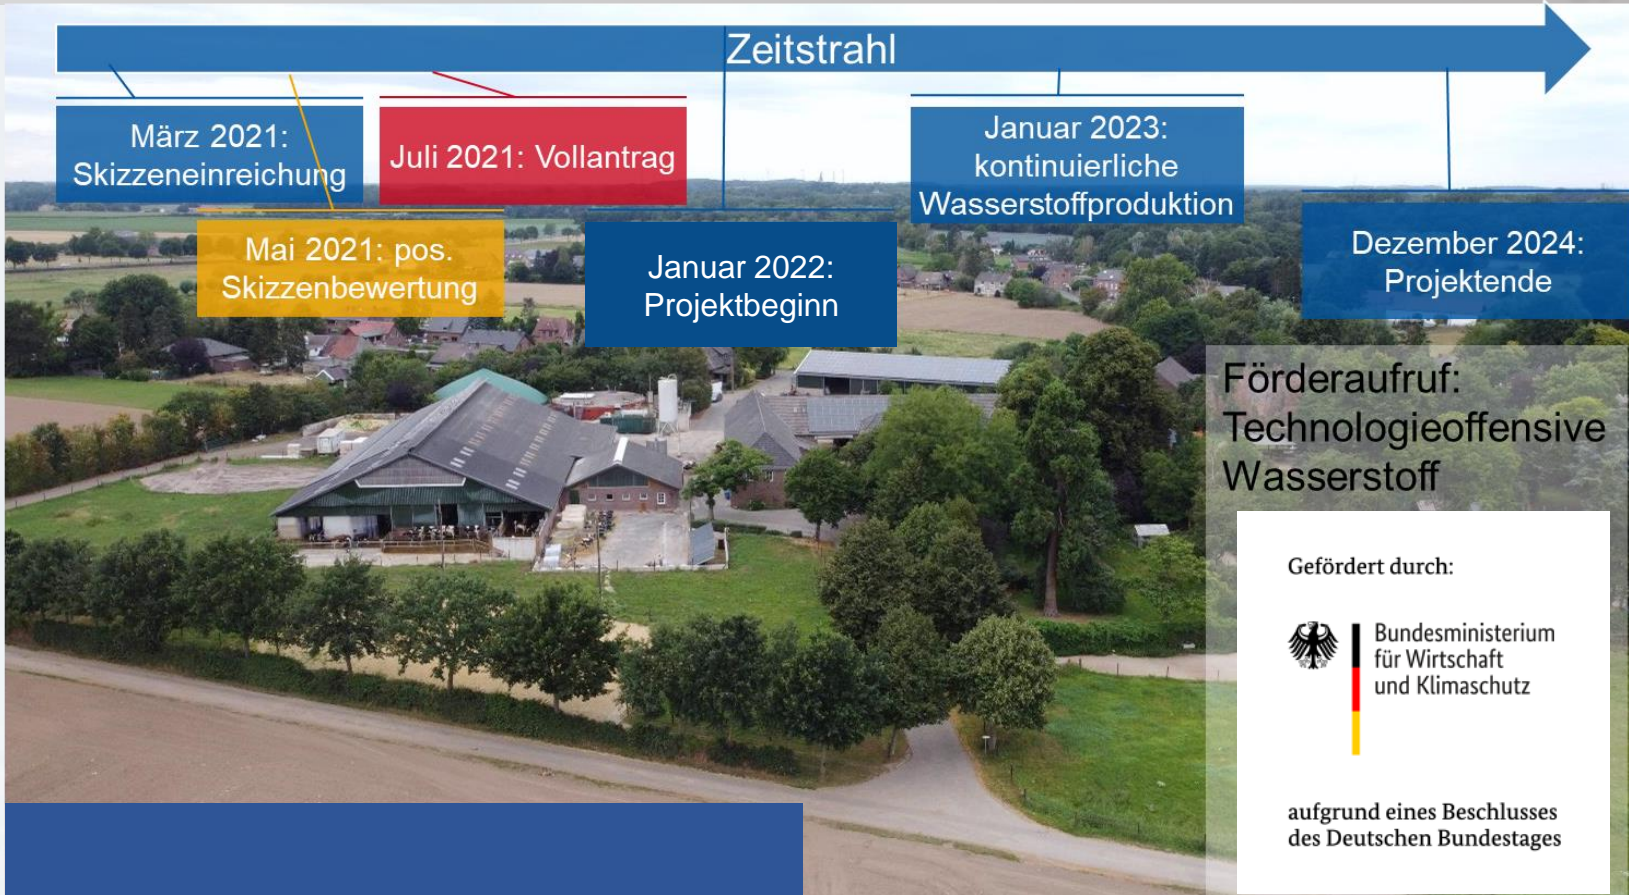 Zeitstrahl
März 2021:
Skizzeneinreichung
Mai 2021: pos.
Skizzenbewertung
Juli 2021: Vollantrag
Januar 2022:
Projektbeginn
Januar 2023:
kontinuierliche
Wasserstoffproduktion
Dezember 2024:
Projektende
Förderaufruf:
Technologieoffensive
Wasserstoff
Gefördert durch:
Bundesministerium
für Wirtschaft
und Klimaschutz
aufgrund eines Beschlusses
des Deutschen Bundestages